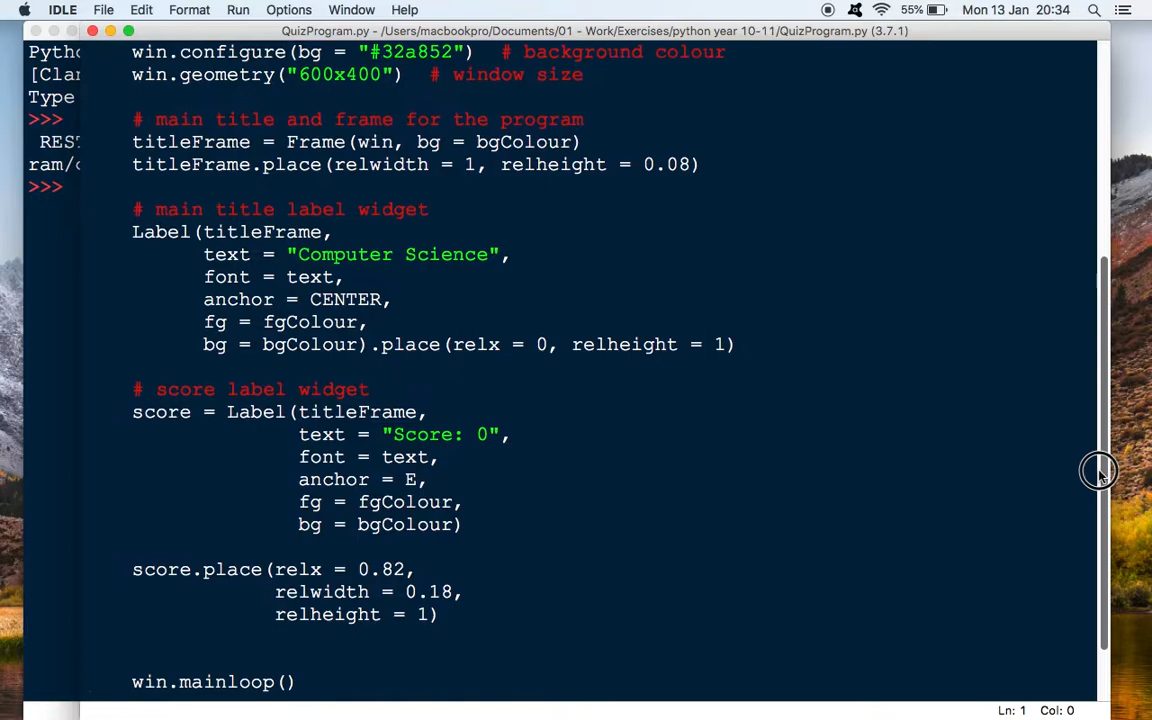 IDLE File Edit Format Run Options Window Help 55% Mon 13 Jan 20:34
QuizProgram.py - /Users/macbookpro/Documents/01 - Work/Exercises/python year 10-11/QuizProgram.py (3.7.1)
Pytho
[Clan
Type
>>>
REST
ram/c
>>>
win.configure(bg = "#32a852") # background colour
win.geometry("600x400") # window size
# main title and frame for the program
titleFrame = Frame(win, bg = bgColour)
titleFrame.place(relwidth = 1, relheight = 0.08)
# main title label widget
Label(titleFrame,
text = "Computer Science",
font = text,
anchor = CENTER,
fg = fgColour,
bg = bgColour).place(relx = 0, relheight = 1)
# score label widget
score = Label(titleFrame,
text = "Score: 0",
font = text,
anchor = E,
fg = fgColour,
bg = bgColour)
score.place(relx = 0.82,
relwidth = 0.18,
relheight = 1)
win.mainloop()
Ln: 1 Col: 0